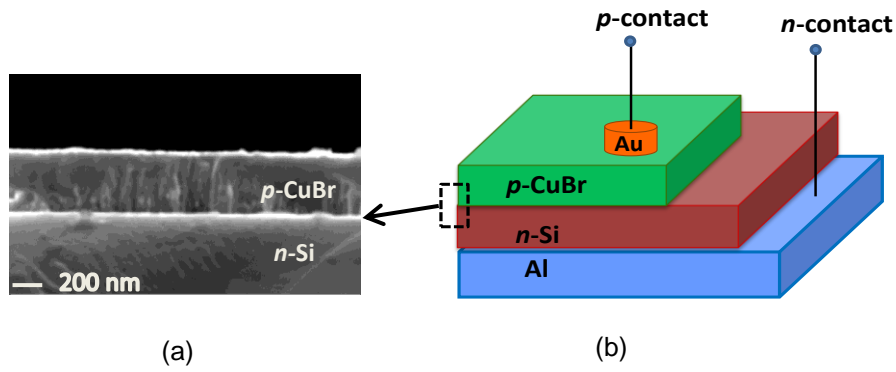 p-contact
n-contact
Au
p-CuBr
p-CuBr
n-Si
n-Si
Al
200 nm
(a)
(b)